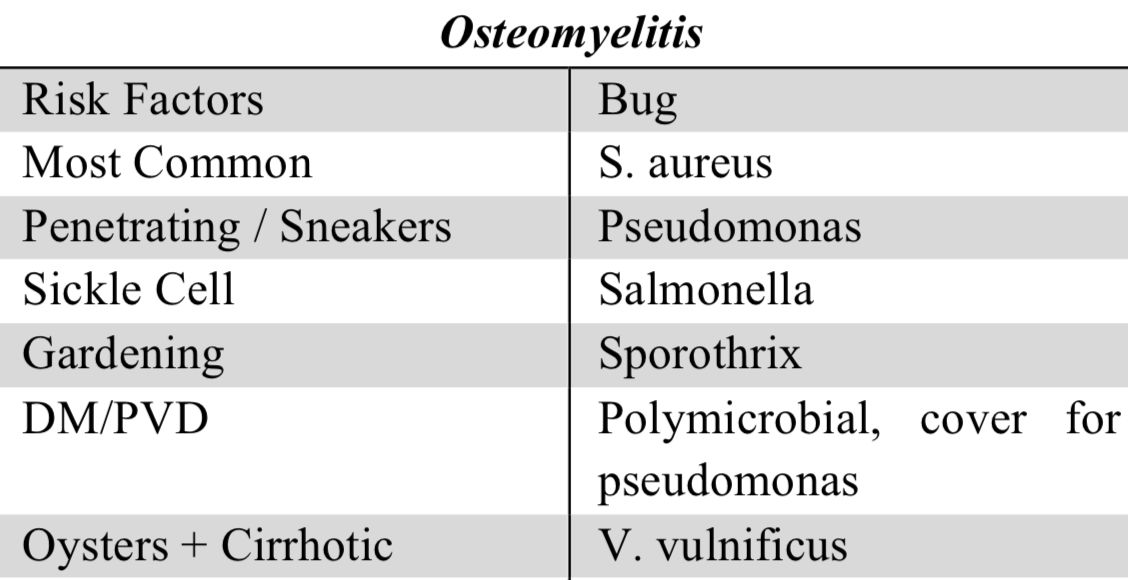 Osteomyelitis
Risk Factors Bug
Most Common S. aureus
Penetrating / Sneakers Pseudomonas
Sickle Cell Salmonella
Gardening Sporothrix
DM/PVD Polymicrobial, cover for
pseudomonas
Oysters + Cirrhotic V. vulnificus